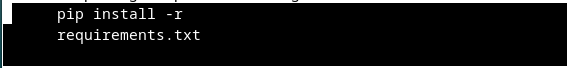 pip install -r
requirements.txt